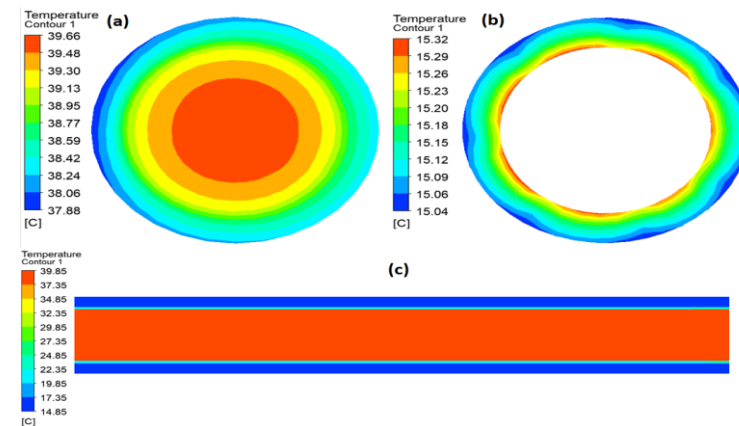 Temperature
Contour 1
(a)
39.66
39.48
39.30
39.13
38.95
38.77
38.59
38.42
38.24
38.06
37.88
[C]
Temperature
Contour 1
(b)
15.32
15.29
15.26
15.23
15.20
15.18
15.15
15.12
15.09
15.06
15.04
[C]
Temperature
Contour 1
(c)
39.85
37.35
34.85
32.35
29.85
27.35
24.85
22.35
19.85
17.35
14.85
[C]